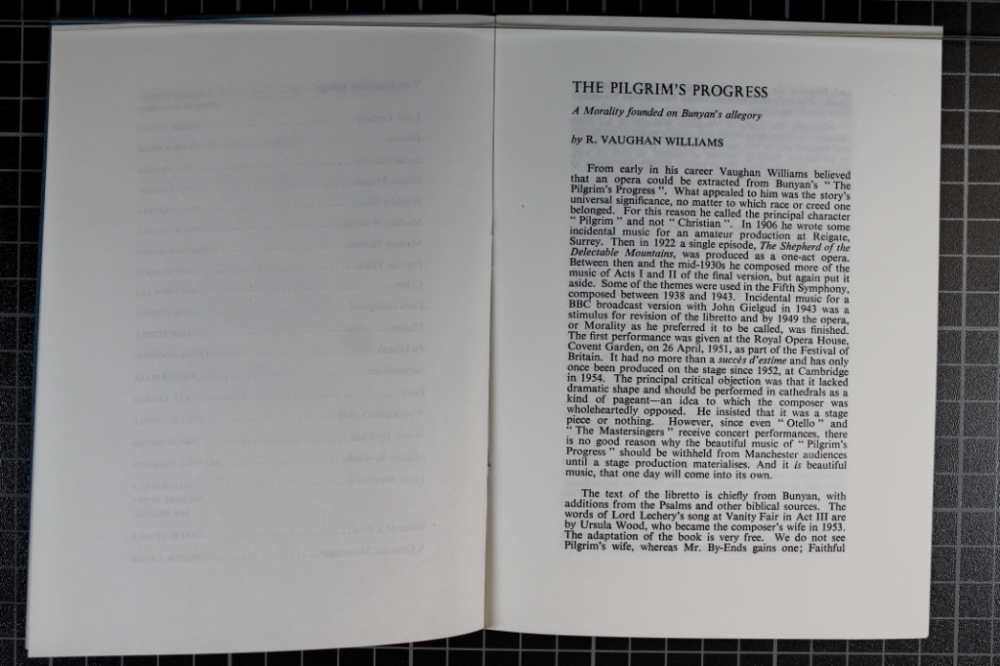 THE PILGRIM'S PROGRESS
A Morality founded on Bunyan's allegory
by R. VAUGHAN WILLIAMS
From early in his career Vaughan Williams believed
that an opera could be extracted from Bunyan's " The
Pilgrim's Progress ". What appealed to him was the story's
universal significance, no matter to which race or creed one
belonged. For this reason he called the principal character
" Pilgrim " and not " Christian ". In 1906 he wrote some
incidental music for an amateur production at Reigate,
Surrey. Then in 1922 a single episode, The Shepherd of the
Delectable Mountains, was produced as a one-act opera.
Between then and the mid-1930s he composed more of the
music of Acts I and II of the final version, but again put it
aside. Some of the themes were used in the Fifth Symphony,
composed between 1938 and 1943. Incidental music for a
BBC broadcast version with John Gielgud in 1943 was a
stimulus for revision of the libretto and by 1949 the opera,
or Morality as he preferred it to be called, was finished.
The first performance was given at the Royal Opera House,
Covent Garden, on 26 April, 1951, as part of the Festival of
Britain. It had no more than a succès d'estime and has only
once been produced on the stage since 1952, at Cambridge
in 1954. The principal critical objection was that it lacked
dramatic shape and should be performed in cathedrals as a
kind of pageant—an idea to which the composer was
wholeheartedly opposed. He insisted that it was a stage
piece or nothing. However, since even " Otello " and
" The Mastersingers " receive concert performances, there
is no good reason why the beautiful music of " Pilgrim's
Progress " should be withheld from Manchester audiences
until a stage production materialises. And it is beautiful
music, that one day will come into its own.
The text of the libretto is chiefly from Bunyan, with
additions from the Psalms and other biblical sources. The
words of Lord Lechery's song at Vanity Fair in Act III are
by Ursula Wood, who became the composer's wife in 1953.
The adaptation of the book is very free. We do not see
Pilgrim's wife, whereas Mr. By-Ends gains one; Faithful